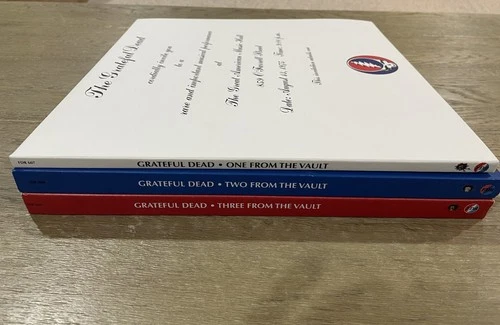 The Grateful Dead
cordially invite you
to a
rare and unpublicized musical performance
at
The Great American Music Hall
859 O'Farrell Street
Date: August 13, 1975
This invitation admits one
GRATEFUL DEAD • ONE FROM THE VAULT
GRATEFUL DEAD • TWO FROM THE VAULT
GRATEFUL DEAD • THREE FROM THE VAULT